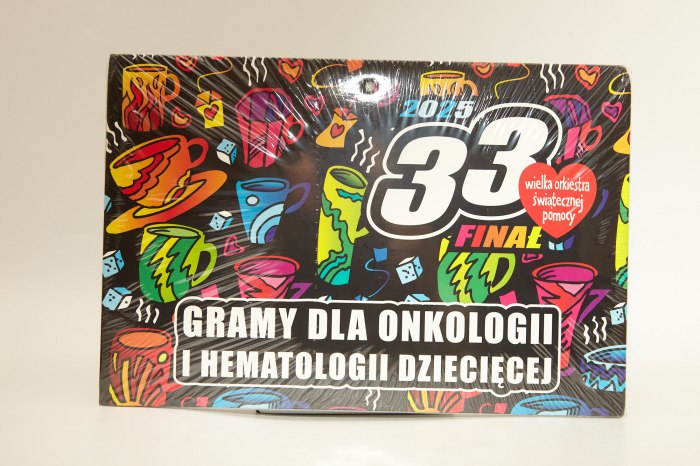 2025
33
FINAŁ
wielka orkiestra
świątecznej
pomocy
GRAMY DLA ONKOLOGII
I HEMATOLOGII DZIECIĘCEJ